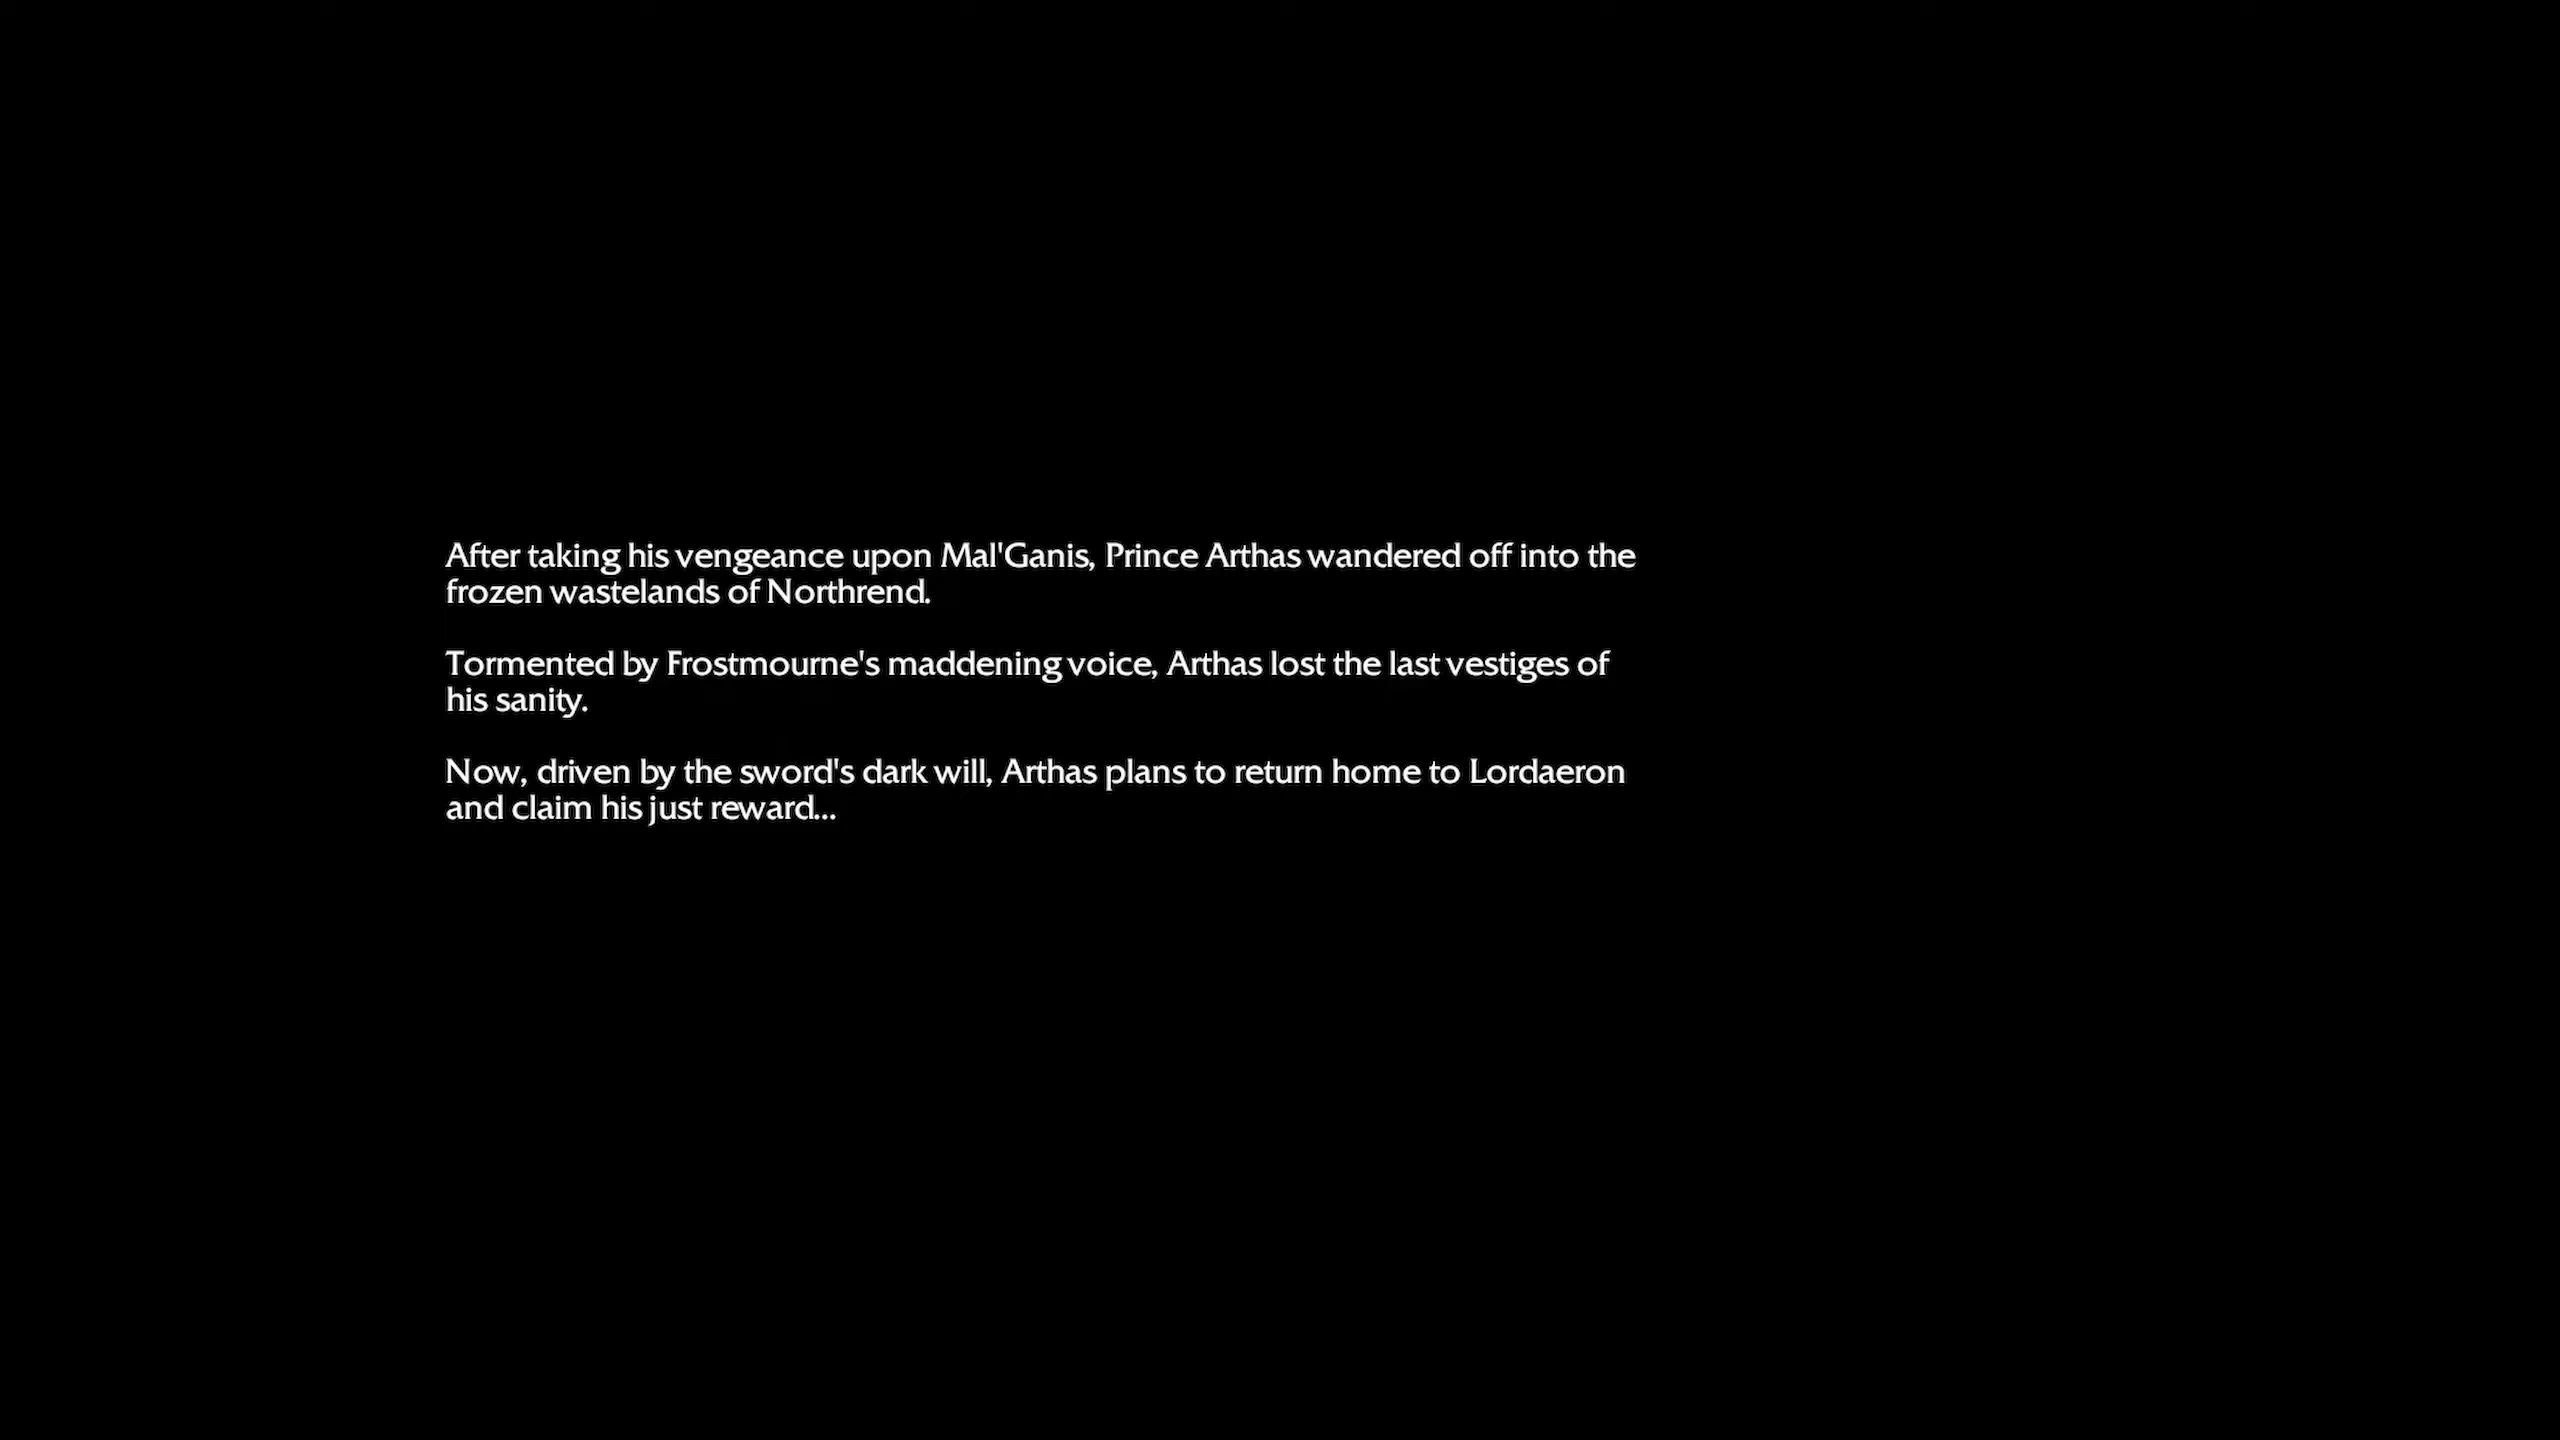 After taking his vengeance upon Mal'Ganis, Prince Arthas wandered off into the
frozen wastelands of Northrend.
Tormented by Frostmourne's maddening voice, Arthas lost the last vestiges of
his sanity.
Now, driven by the sword's dark will, Arthas plans to return home to Lordaeron
and claim his just reward...